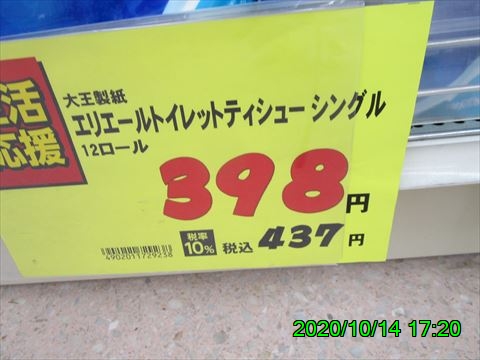 活
応援
大王製紙
エリエールトイレットティシュー シングル
12ロール
398円
税率
10%
税込 437円
4902011729238
2020/10/14 17:20